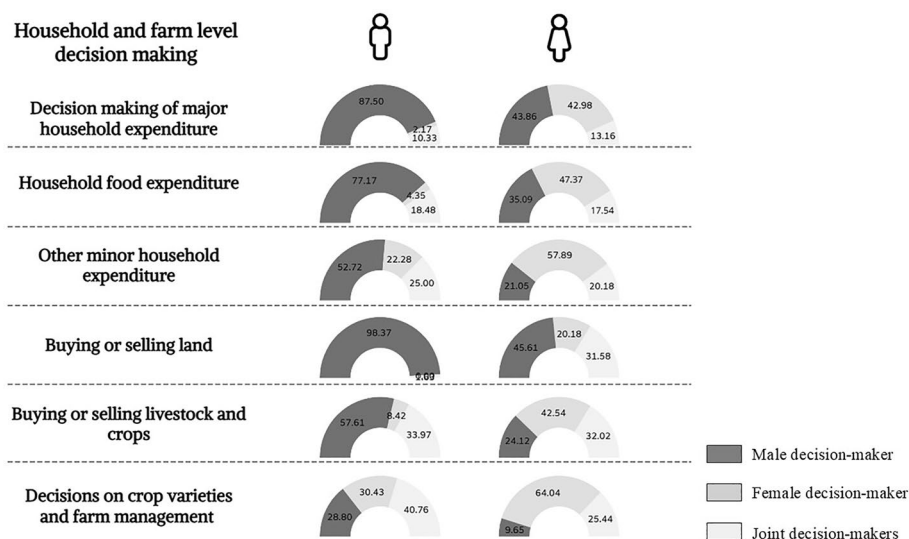 Household and farm level
decision making
Decision making of major
household expenditure
87.50
2.17
10.33
43.86
42.98
13.16
Household food expenditure
77.17
4.35
18.48
35.09
47.37
17.54
Other minor household
expenditure
52.72
22.28
25.00
21.05
57.89
20.18
Buying or selling land
98.37
45.61
20.18
31.58
Buying or selling livestock and
crops
57.61
8.42
33.97
24.12
42.54
32.02
Decisions on crop varieties
and farm management
28.80
30.43
40.76
9.65
64.04
25.44
Male decision-maker
Female decision-maker
Joint decision-makers